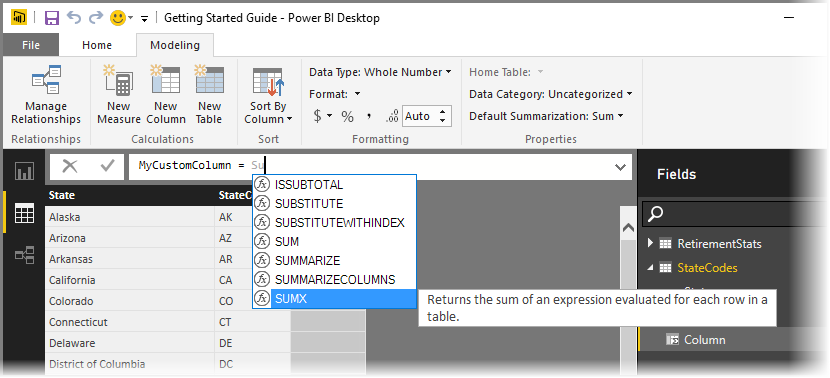 Getting Started Guide - Power BI Desktop
File Home Modeling
Manage Relationships
New Measure
New Column
New Table
Sort By Column
Data Type: Whole Number
Format:
$ % , .00 Auto
Home Table:
Data Category: Uncategorized
Default Summarization: Sum
Relationships Calculations Sort Formatting Properties
MyCustomColumn = Su
Fields
State StateC
Alaska AK
Arizona AZ
Arkansas AR
California CA
Colorado CO
Connecticut CT
Delaware DE
District of Columbia DC
ISSUBTOTAL
SUBSTITUTE
SUBSTITUTEWITHINDEX
SUM
SUMMARIZE
SUMMARIZECOLUMNS
SUMX
Returns the sum of an expression evaluated for each row in a
table.
RetirementStats
StateCodes
Column